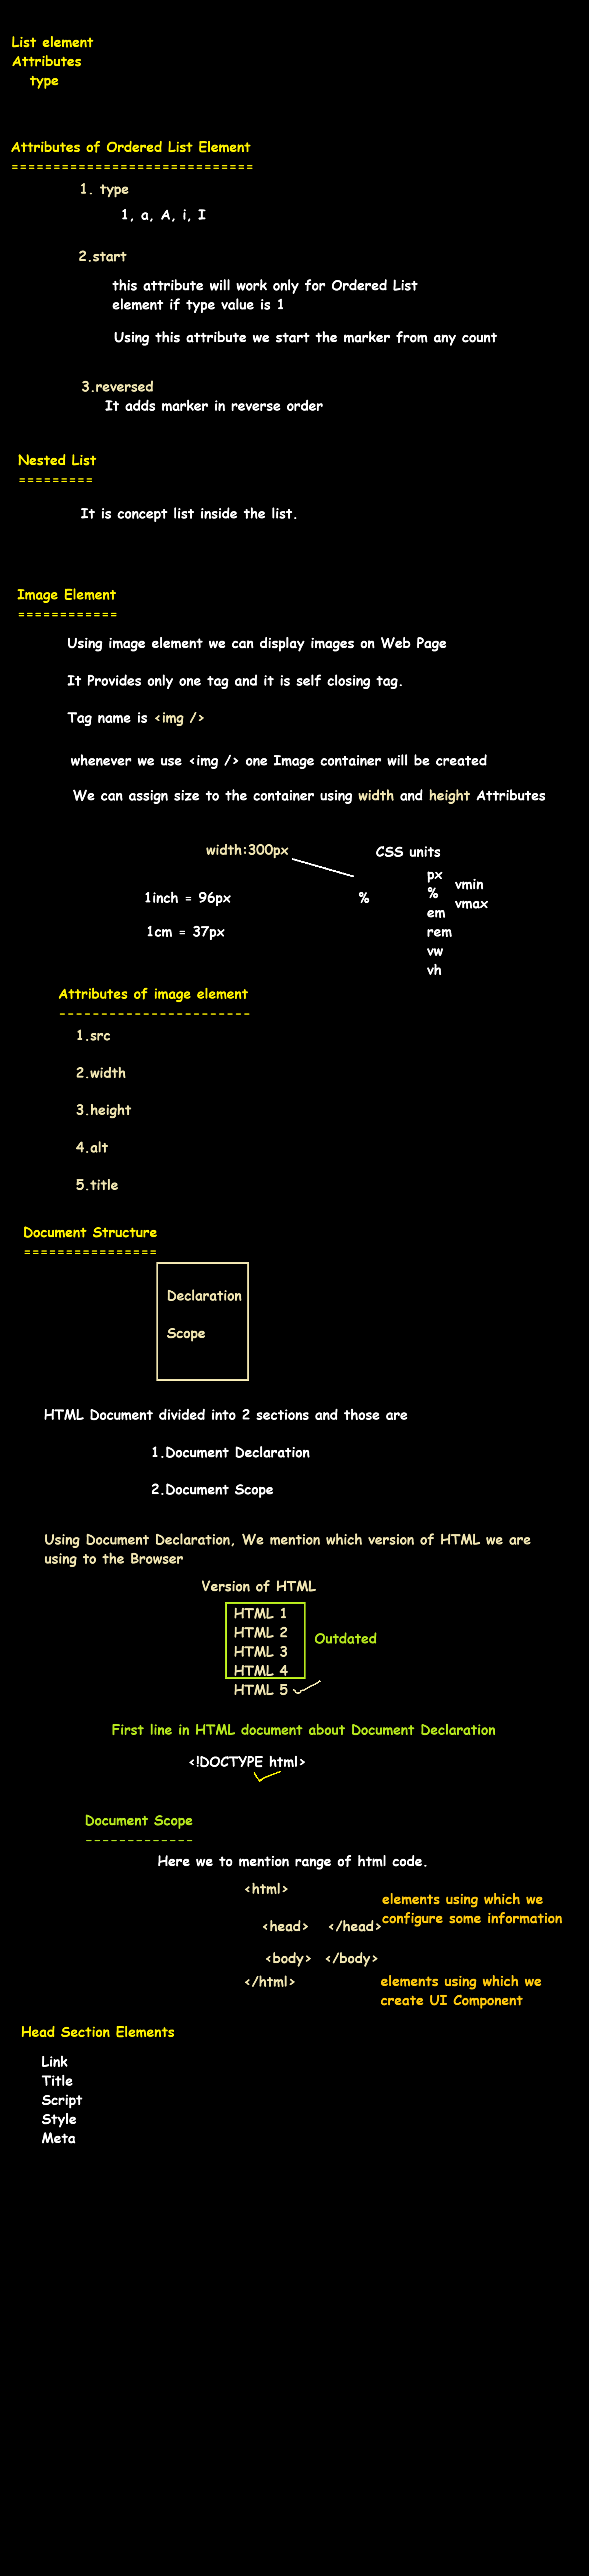 List element
Attributes
type
Attributes of Ordered List Element
=============================
1. type
1, a, A, i, I
2.start
this attribute will work only for Ordered List
element if type value is 1
Using this attribute we start the marker from any count
3.reversed
It adds marker in reverse order
Nested List
=========
It is concept list inside the list.
Image Element
============
Using image element we can display images on Web Page
It Provides only one tag and it is self closing tag.
Tag name is <img />
whenever we use <img /> one Image container will be created
We can assign size to the container using width and height Attributes
width:300px
CSS units
px
vmin
1inch = 96px
%
%
vmax
em
1cm = 37px
rem
vw
vh
Attributes of image element
-----------------------
1.src
2.width
3.height
4.alt
5.title
Document Structure
================
Declaration
Scope
HTML Document divided into 2 sections and those are
1.Document Declaration
2.Document Scope
Using Document Declaration, We mention which version of HTML we are
using to the Browser
Version of HTML
HTML 1
HTML 2
HTML 3
HTML 4
Outdated
HTML 5
First line in HTML document about Document Declaration
<!DOCTYPE html>
Document Scope
-------------
Here we to mention range of html code.
<html>
<head> </head>
elements using which we
configure some information
<body> </body>
</html>
elements using which we
create UI Component
Head Section Elements
Link
Title
Script
Style
Meta